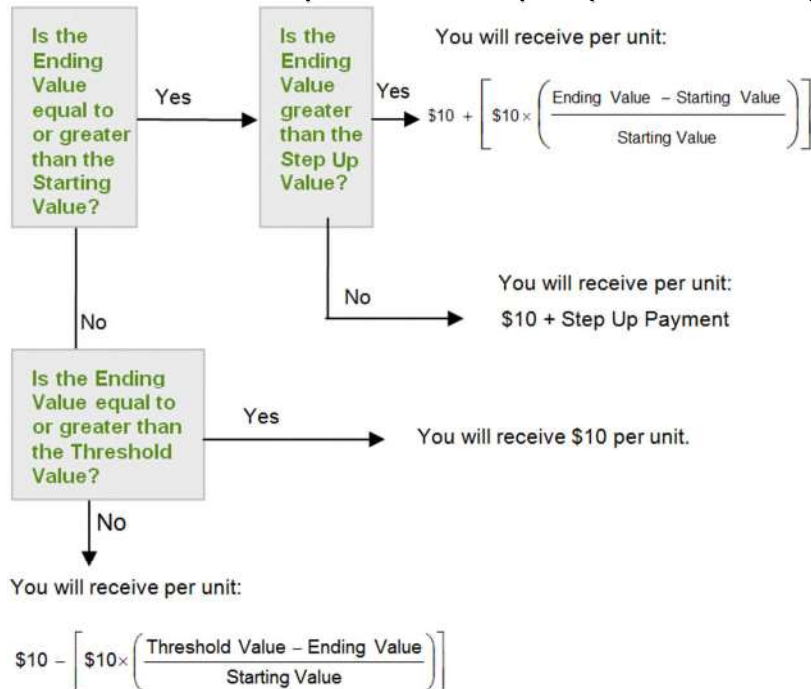 Is the
Ending
Value
equal to
or greater
than the
Starting
Value?
Yes
Is the
Ending
Value
greater
than the
Step Up
Value?
Yes
You will receive per unit:
$10 + [ $10 × ( Ending Value – Starting Value
Starting Value ) ]
No
You will receive per unit:
$10 + Step Up Payment
No
Is the Ending
Value equal to
or greater than
the Threshold
Value?
Yes
You will receive $10 per unit.
No
You will receive per unit:
$10 – [ $10× ( Threshold Value – Ending Value
Starting Value ) ]